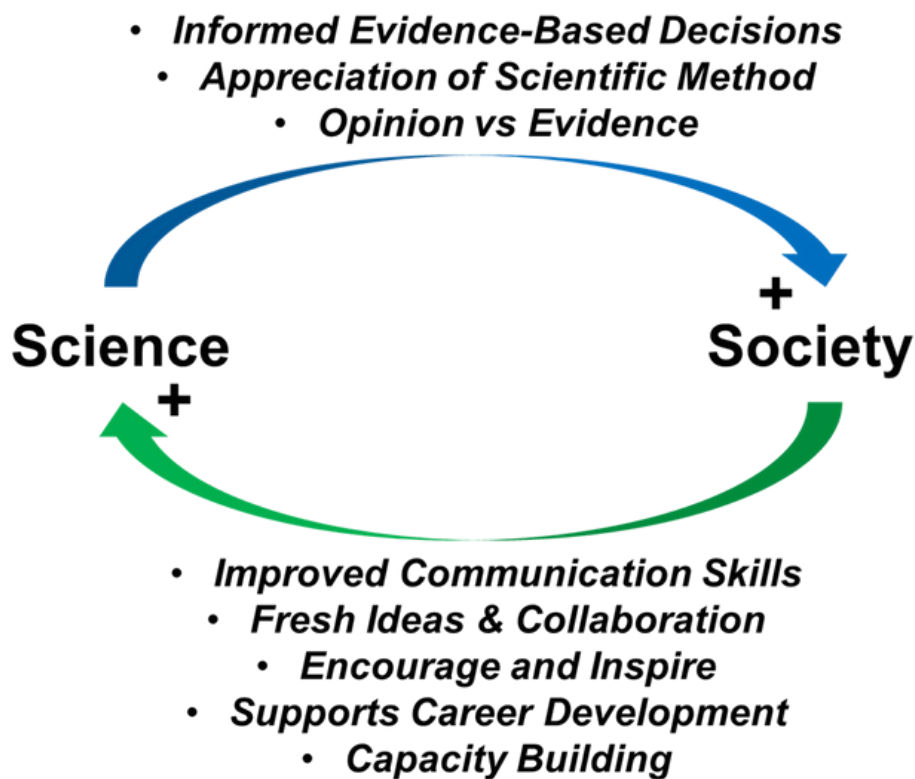 • Informed Evidence-Based Decisions
• Appreciation of Scientific Method
• Opinion vs Evidence
+
Science
Society
+
• Improved Communication Skills
• Fresh Ideas & Collaboration
• Encourage and Inspire
• Supports Career Development
• Capacity Building